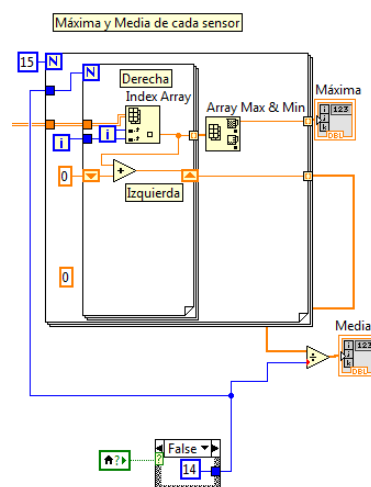 Máxima y Media de cada sensor
15
N
N
Derecha
Index Array
Array Max & Min
Máxima
i
i
i
j
k
123
DBL
0
+
Izquierda
0
Media
÷
i
j
k
123
DBL
?
?
False
14